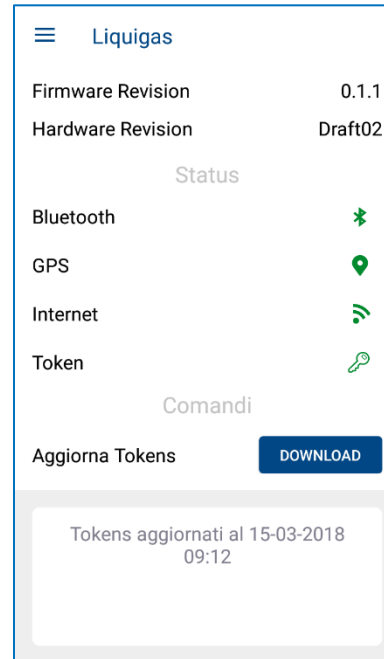 Liquigas
Firmware Revision 0.1.1
Hardware Revision Draft02
Status
Bluetooth
GPS
Internet
Token
Comandi
Aggiorna Tokens DOWNLOAD
Tokens aggiornati al 15-03-2018
09:12